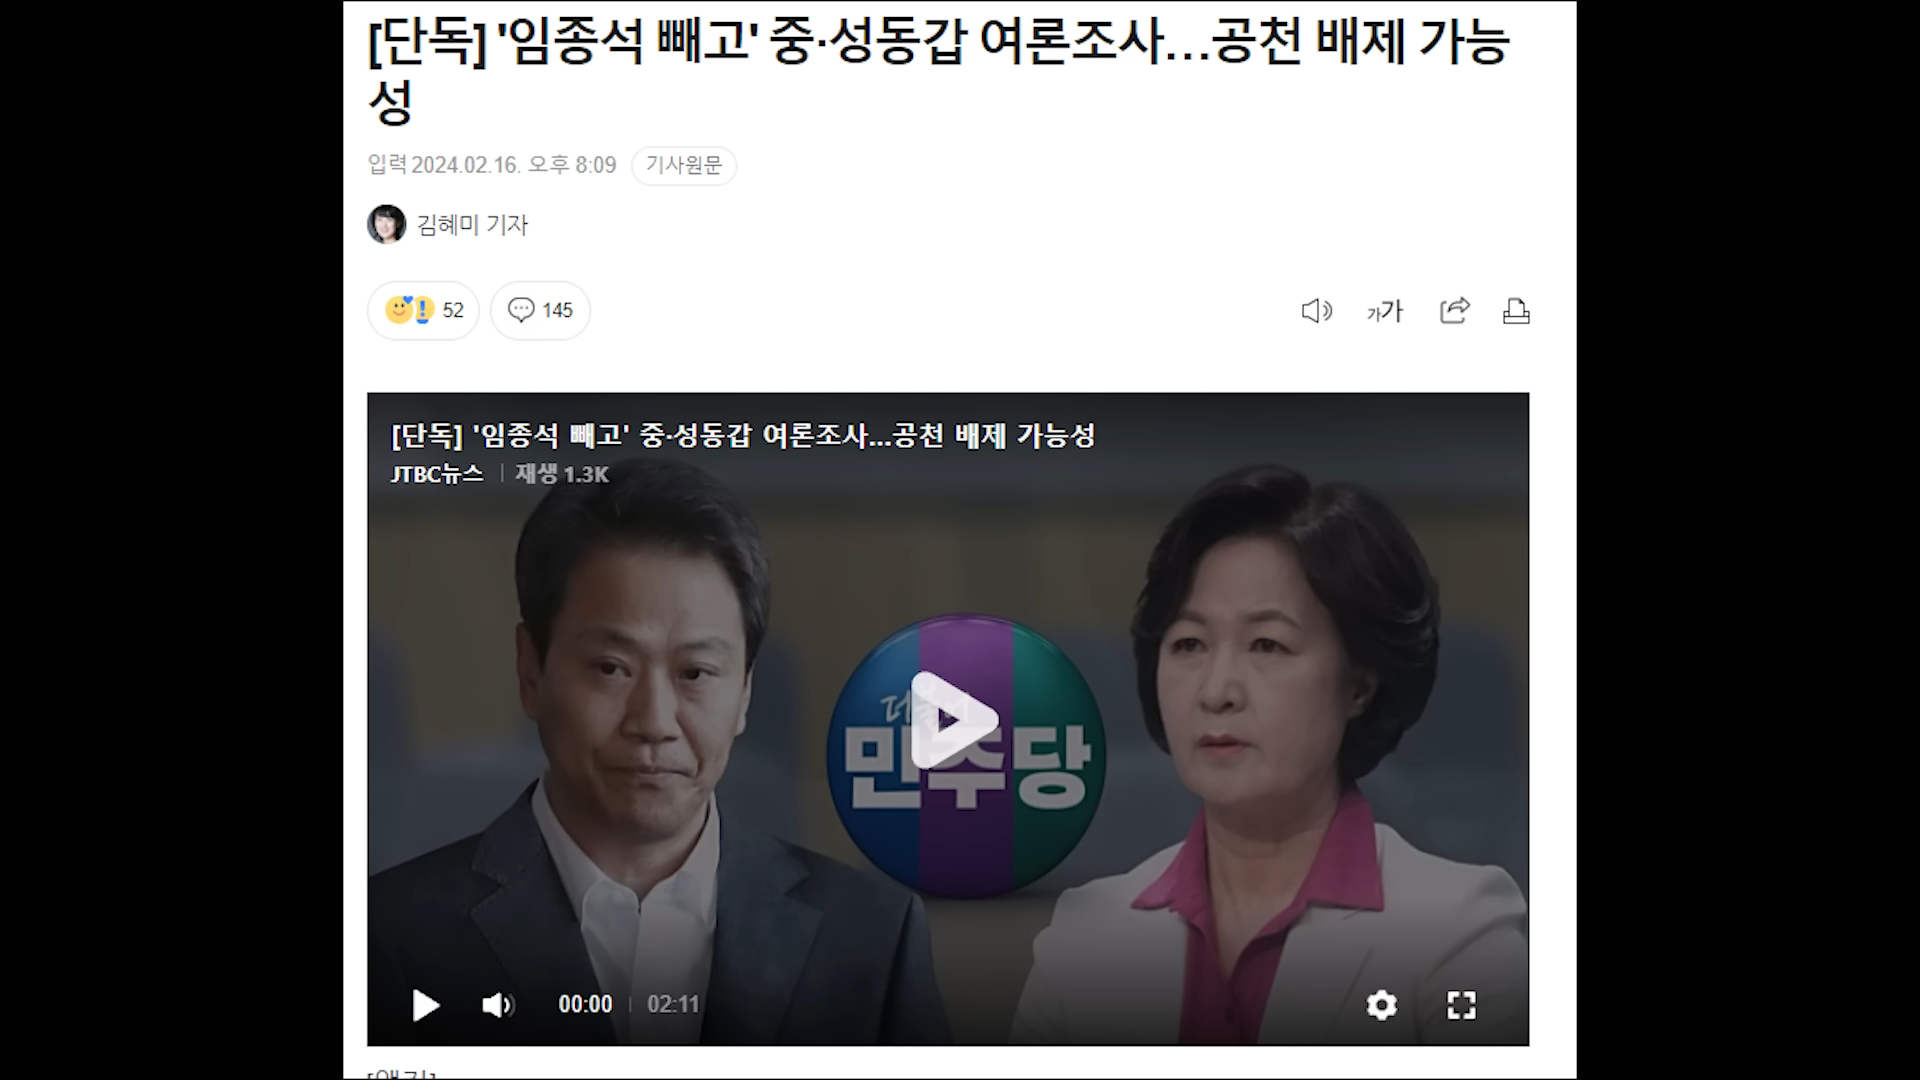 [단독] '임종석 빼고' 중·성동갑 여론조사…공천 배제 가능
성
입력 2024.02.16. 오후 8:09 기사원문
김혜미 기자
52 145
가가
[단독] '임종석 빼고' 중·성동갑 여론조사…공천 배제 가능성
JTBC뉴스 재생 1.3K
민주당
00:00 02:11